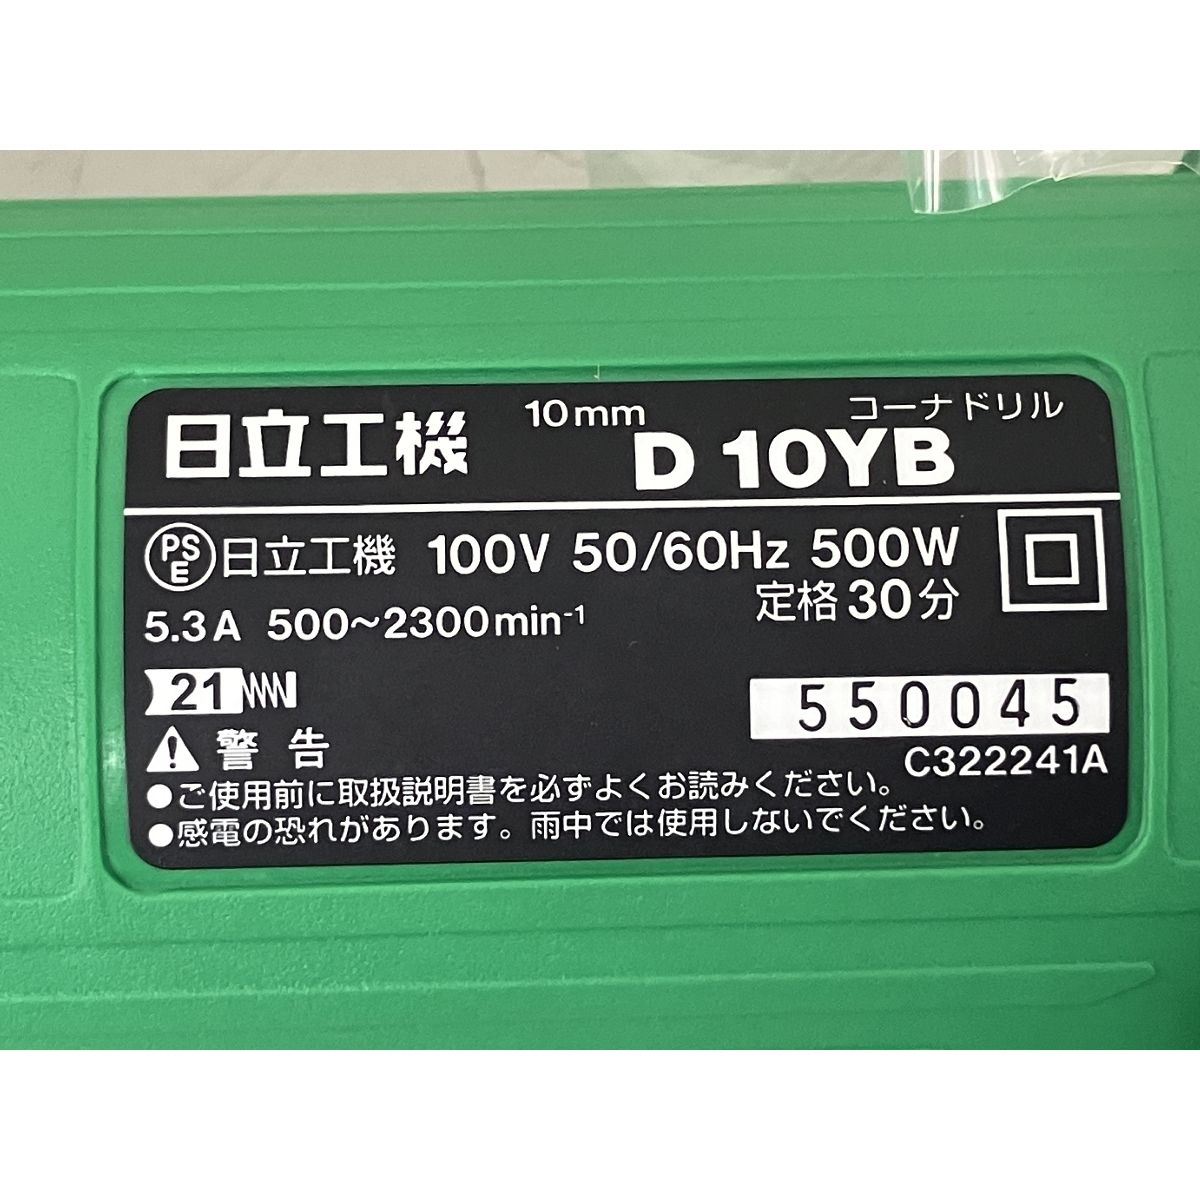 日立工機 10mm コーナドリル
D 10YB
PSE 日立工機 100V 50/60Hz 500W
5.3A 500~2300min-1 定格30分
21
550045
C322241A
警告
●ご使用前に取扱説明書を必ずよくお読みください。
●感電の恐れがあります。雨中では使用しないでください。